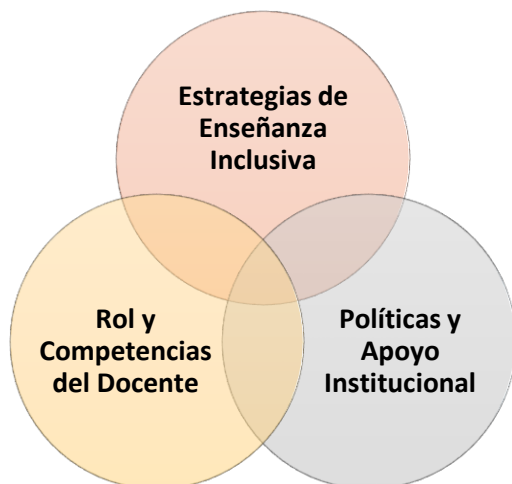 Estrategias de
Enseñanza
Inclusiva
Rol y
Competencias
del Docente
Políticas y
Apoyo
Institucional